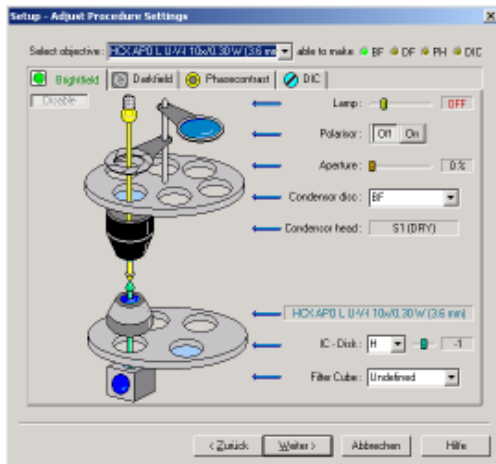 Setup - Adjust Procedure Settings
Select objective : HCX APO L U-V-I 10x/0.30 W (3.6 mm) able to make BF DF PH DIC
Brightfield Darkfield Phasecontrast DIC
Disable Lamp : OFF
Polarisor : Off On
Aperture : 0 %
Condensor disc : BF
Condensor head : S1 (DRY)
HCX APO L U-V-I 10x/0.30 W (3.6 mm)
IC - Disk : H -1
Filter Cube : Undefined
< Zurück Weiter > Abbrechen Hilfe